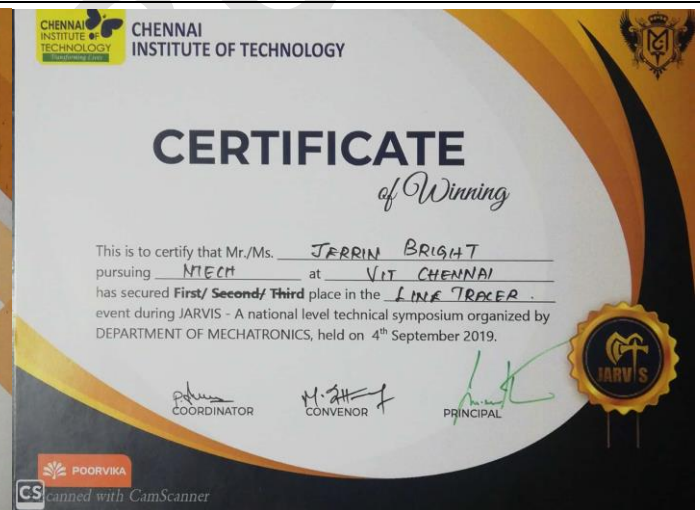 CHENNAI
INSTITUTE OF
TECHNOLOGY
Transforming Lives
CHENNAI
INSTITUTE OF TECHNOLOGY
CERTIFICATE
of Winning
This is to certify that Mr./Ms. JERRIN BRIGHT
pursuing MTECH at VIT CHENNAI
has secured First/ Second/ Third place in the LINE TRACER.
event during JARVIS - A national level technical symposium organized by
DEPARTMENT OF MECHATRONICS, held on 4th September 2019.
JARVIS
COORDINATOR CONVENOR PRINCIPAL
POORVIKA
CS canned with CamScanner